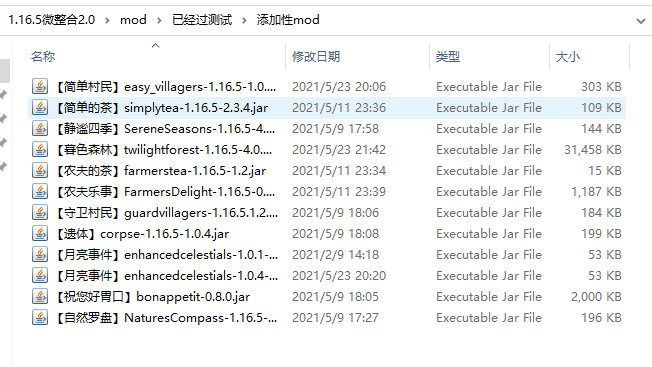 1.16.5微整合2.0 > mod > 已经过测试 > 添加性mod
名称 修改日期 类型 大小
【简单村民】easy_villagers-1.16.5-1.0.... 2021/5/23 20:06 Executable Jar File 303 KB
【简单的茶】simplytea-1.16.5-2.3.4.jar 2021/5/11 23:36 Executable Jar File 109 KB
【静谧四季】SereneSeasons-1.16.5-4.... 2021/5/9 17:58 Executable Jar File 144 KB
【暮色森林】twilightforest-1.16.5-4.0.... 2021/5/23 21:42 Executable Jar File 31,458 KB
【农夫的茶】farmerstea-1.16.5-1.2.jar 2021/5/11 23:34 Executable Jar File 15 KB
【农夫乐事】FarmersDelight-1.16.5-0.... 2021/5/11 23:39 Executable Jar File 1,187 KB
【守卫村民】guardvillagers-1.16.5.1.2.... 2021/5/9 18:06 Executable Jar File 184 KB
【遗体】corpse-1.16.5-1.0.4.jar 2021/5/9 18:08 Executable Jar File 199 KB
【月亮事件】enhancedcelestials-1.0.1-... 2021/2/9 14:18 Executable Jar File 53 KB
【月亮事件】enhancedcelestials-1.0.4-... 2021/5/23 20:20 Executable Jar File 53 KB
【祝您好胃口】bonappetit-0.8.0.jar 2021/5/9 18:05 Executable Jar File 2,000 KB
【自然罗盘】NaturesCompass-1.16.5-... 2021/5/9 17:27 Executable Jar File 196 KB